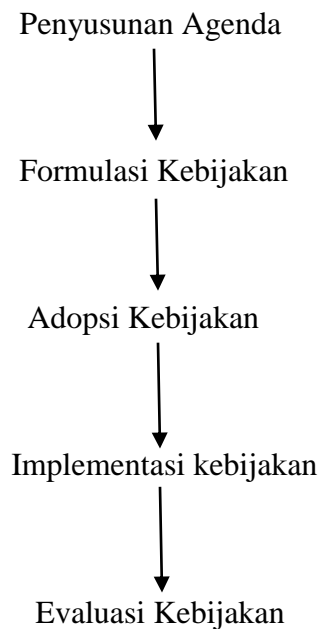 Penyusunan Agenda
Formulasi Kebijakan
Adopsi Kebijakan
Implementasi kebijakan
Evaluasi Kebijakan